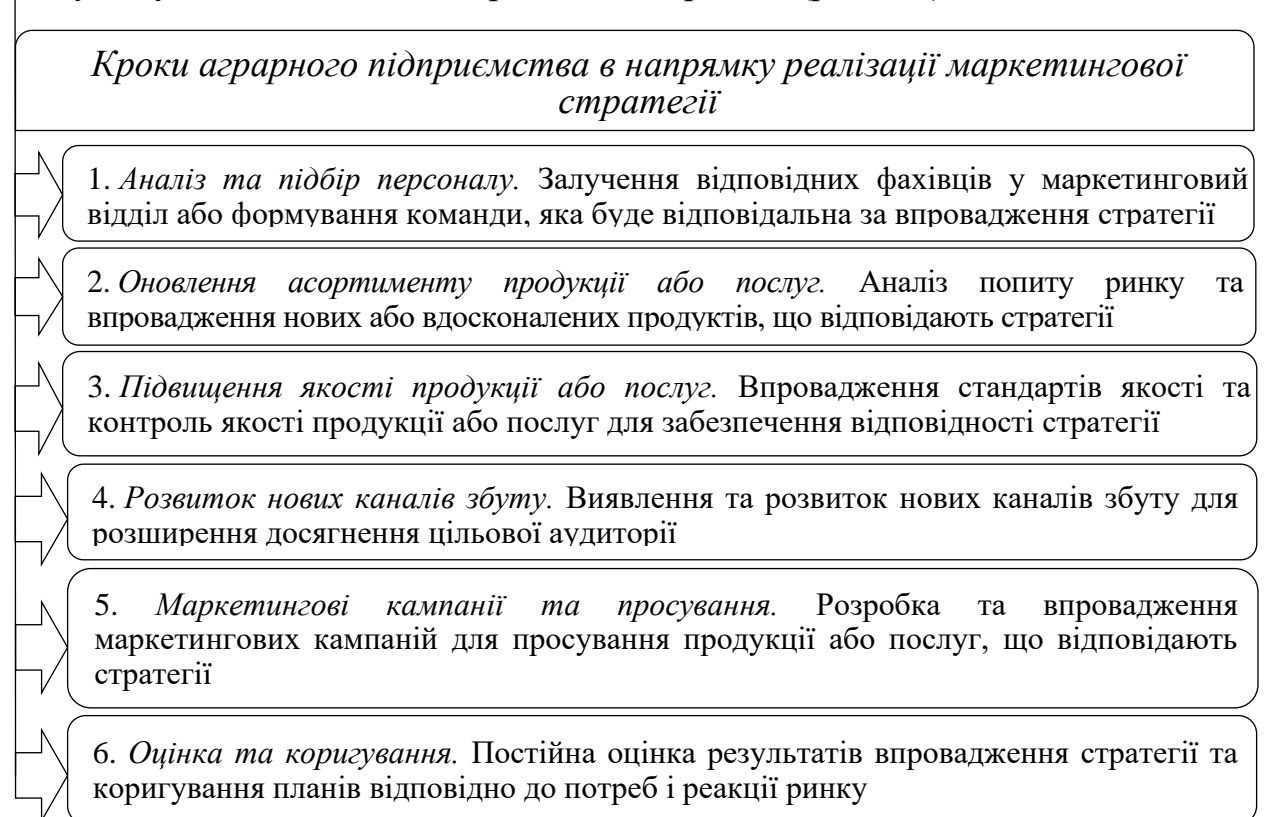 Кроки аграрного підприємства в напрямку реалізації маркетингової
стратегії
1. Аналіз та підбір персоналу. Залучення відповідних фахівців у маркетинговий
відділ або формування команди, яка буде відповідальна за впровадження стратегії
2. Оновлення асортименту продукції або послуг. Аналіз попиту ринку та
впровадження нових або вдосконалених продуктів, що відповідають стратегії
3. Підвищення якості продукції або послуг. Впровадження стандартів якості та
контроль якості продукції або послуг для забезпечення відповідності стратегії
4. Розвиток нових каналів збуту. Виявлення та розвиток нових каналів збуту для
розширення досягнення цільової аудиторії
5. Маркетингові кампанії та просування. Розробка та впровадження
маркетингових кампаній для просування продукції або послуг, що відповідають
стратегії
6. Оцінка та коригування. Постійна оцінка результатів впровадження стратегії та
коригування планів відповідно до потреб і реакції ринку